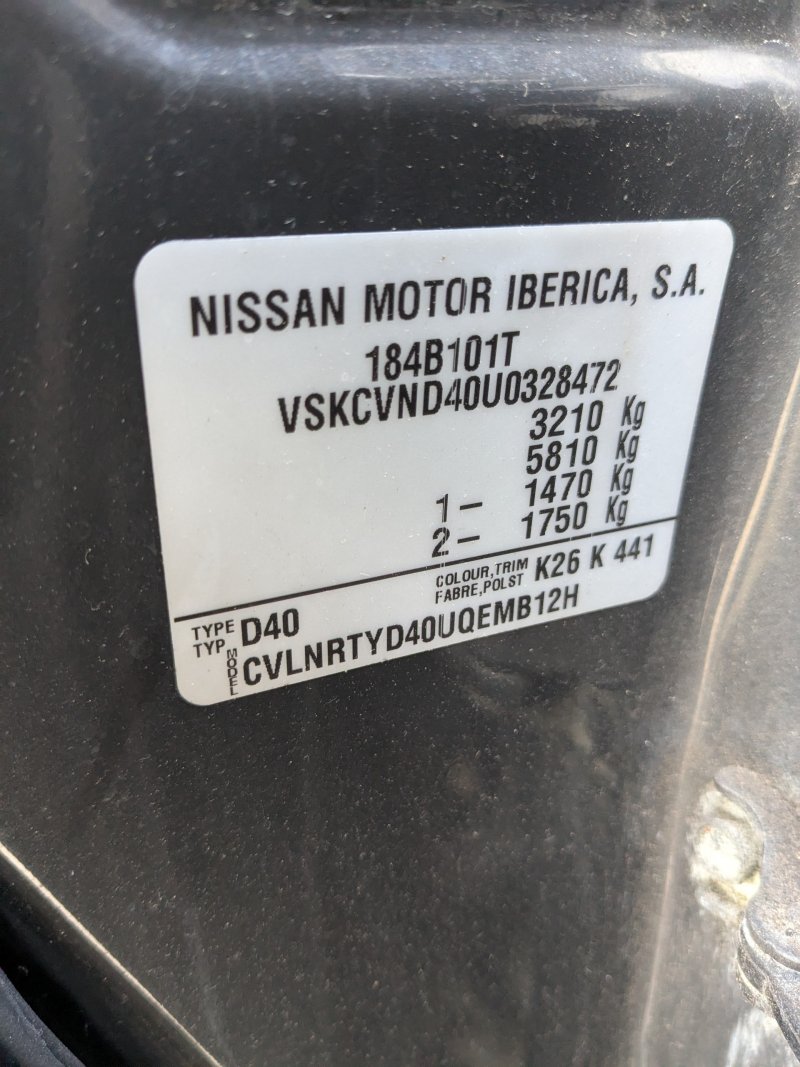 NISSAN MOTOR IBERICA, S.A.
184B101T
VSKCVND40U0328472
3210 Kg
5810 Kg
1- 1470 Kg
2- 1750 Kg
TYPE TYP D40 COLOUR,TRIM FABRE,POLST K26 K 441
MODEL CVLNRTYD40UQEMB12H